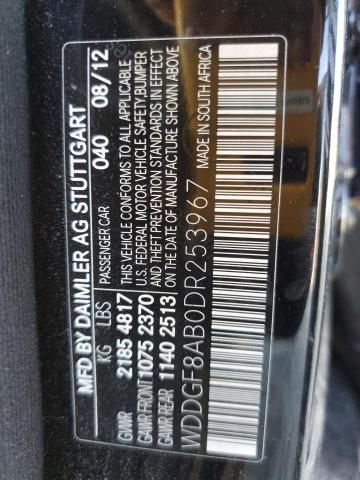 MFD BY DAIMLER AG STUTTGART
PASSENGER CAR 040 08/12
KG LBS
GVWR 2185 4817
GAWR FRONT 1075 2370
GAWR REAR 1140 2513
THIS VEHICLE CONFORMS TO ALL APPLICABLE
U.S. FEDERAL MOTOR VEHICLE SAFETY, BUMPER
AND THEFT PREVENTION STANDARDS IN EFFECT
ON THE DATE OF MANUFACTURE SHOWN ABOVE
WDDGF8AB0DR253967 MADE IN SOUTH AFRICA